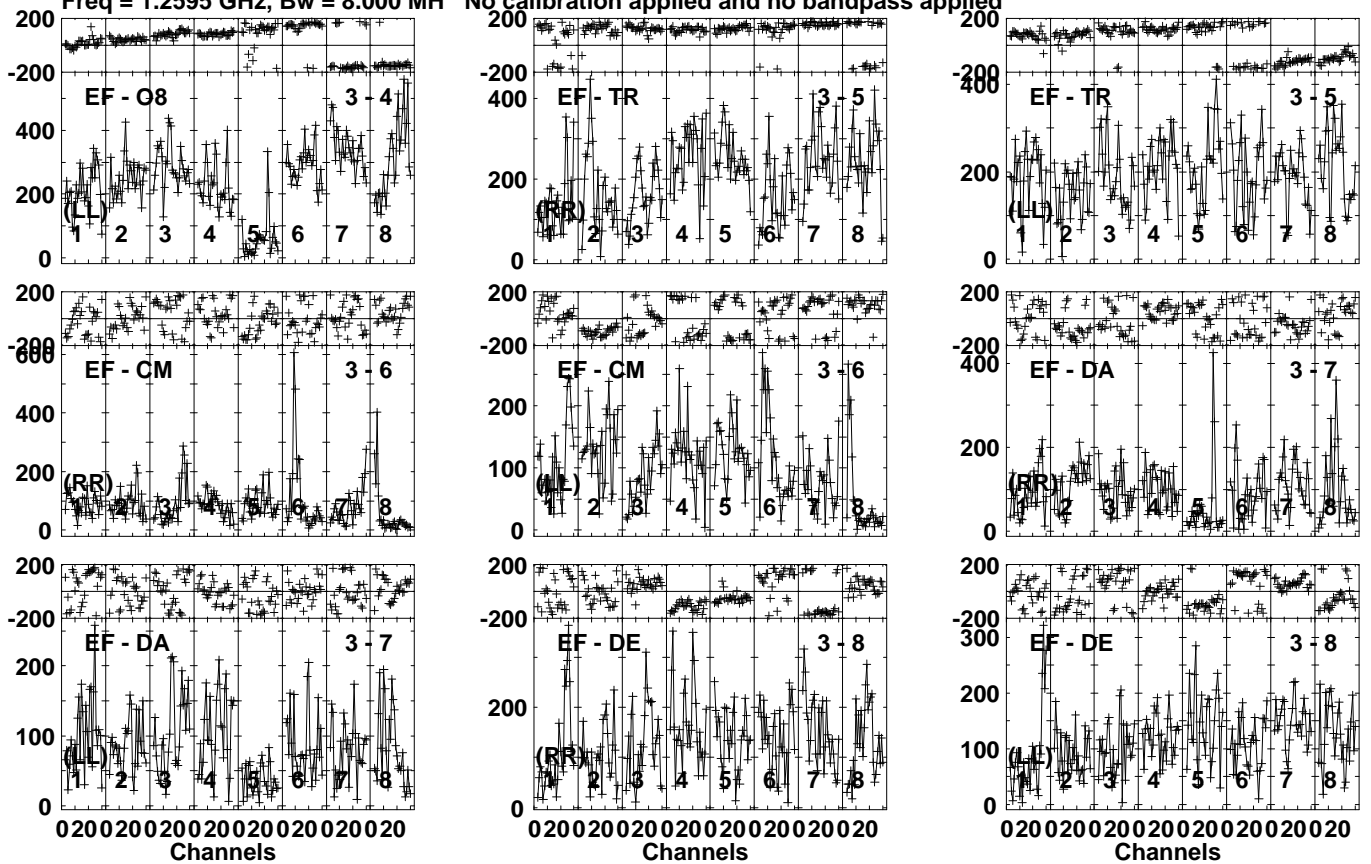 Freq = 1.2595 GHz, Bw = 8.000 MH No calibration applied and no bandpass applied
200 200 200
-200 -200 -200
EF - O8 3 - 4 EF - TR 3 - 5 EF - TR 3 - 5
400 400 400
200 200 200
(LL) (RR) (LL)
1 2 3 4 5 6 7 8 1 2 3 4 5 6 7 8 1 2 3 4 5 6 7 8
0 0 0
200 200 200
-200 -200 -200
600
EF - CM 3 - 6 EF - CM 3 - 6 EF - DA 3 - 7
400 200 400
200 100 200
(RR) (LL) (RR)
1 2 3 4 5 6 7 8 1 2 3 4 5 6 7 8 1 2 3 4 5 6 7 8
0 0 0
200 200 200
-200 -200 -200
EF - DA 3 - 7 EF - DE 3 - 8 EF - DE 3 - 8
300
200 200 200
100 100
(LL) (RR) (LL)
1 2 3 4 5 6 7 8 1 2 3 4 5 6 7 8 1 2 3 4 5 6 7 8
0 0 0
020020020020020020020020 020020020020020020020020 020020020020020020020020
Channels Channels Channels